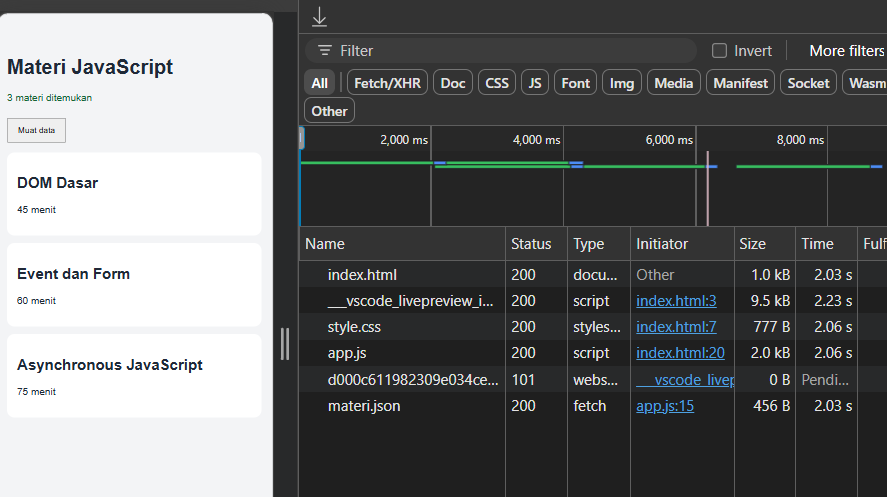 Materi JavaScript
3 materi ditemukan
Muat data
DOM Dasar
45 menit
Event dan Form
60 menit
Asynchronous JavaScript
75 menit
Filter
Invert
More filters
All
Fetch/XHR
Doc
CSS
JS
Font
Img
Media
Manifest
Socket
Wasm
Other
2,000 ms
4,000 ms
6,000 ms
8,000 ms
Name Status Type Initiator Size Time Fulf
index.html 200 docu... Other 1.0 kB 2.03 s
___vscode_livepreview_i... 200 script index.html:3 9.5 kB 2.23 s
style.css 200 styles... index.html:7 777 B 2.06 s
app.js 200 script index.html:20 2.0 kB 2.06 s
d000c611982309e034ce... 101 webs... ___vscode_livep 0 B Pendi...
materi.json 200 fetch app.js:15 456 B 2.03 s